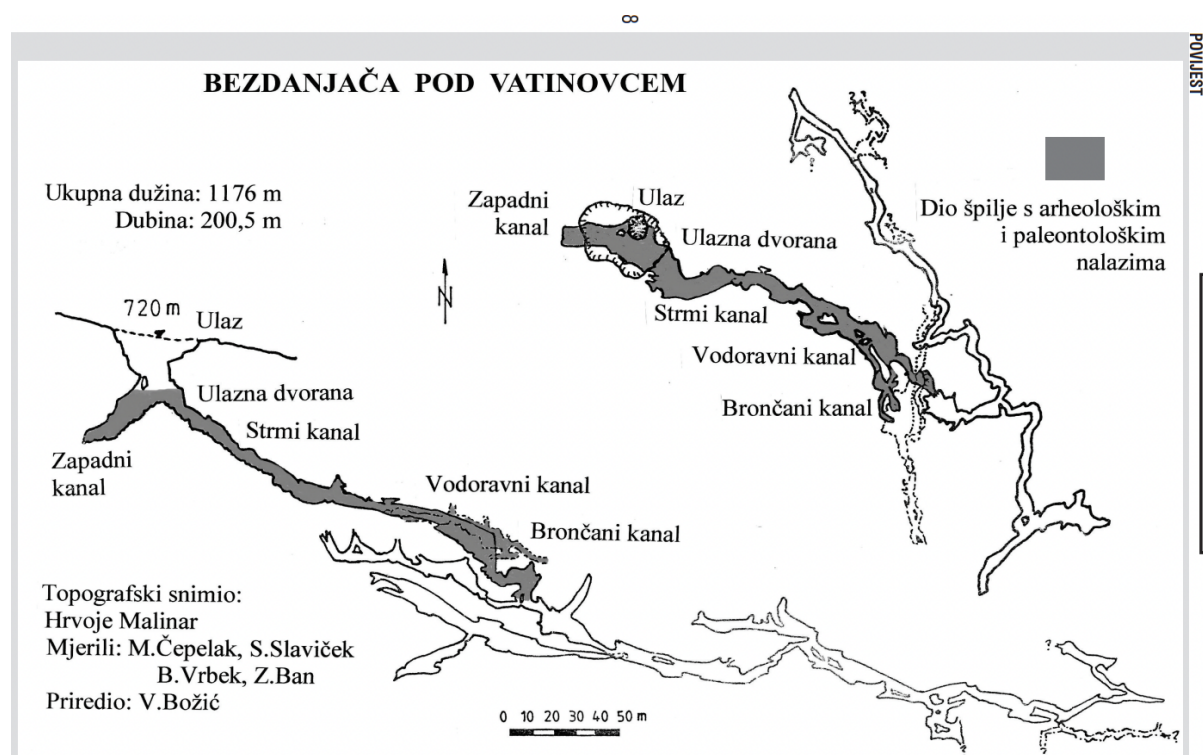 8
POVIJEST
BEZDANJAČA POD VATINOVCEM
Ukupna dužina: 1176 m
Dubina: 200,5 m
Zapadni
kanal
Ulaz
Ulazna dvorana
Strmi kanal
Vodoravni kanal
Brončani kanal
Dio špilje s arheološkim
i paleontološkim
nalazima
N
720 m
Ulaz
Ulazna dvorana
Strmi kanal
Zapadni
kanal
Vodoravni kanal
Brončani kanal
Topografski snimio:
Hrvoje Malinar
Mjerili: M.Čepelak, S.Slaviček
B.Vrbek, Z.Ban
Priredio: V.Božić
0 10 20 30 40 50 m
?
?
?
?
?
?